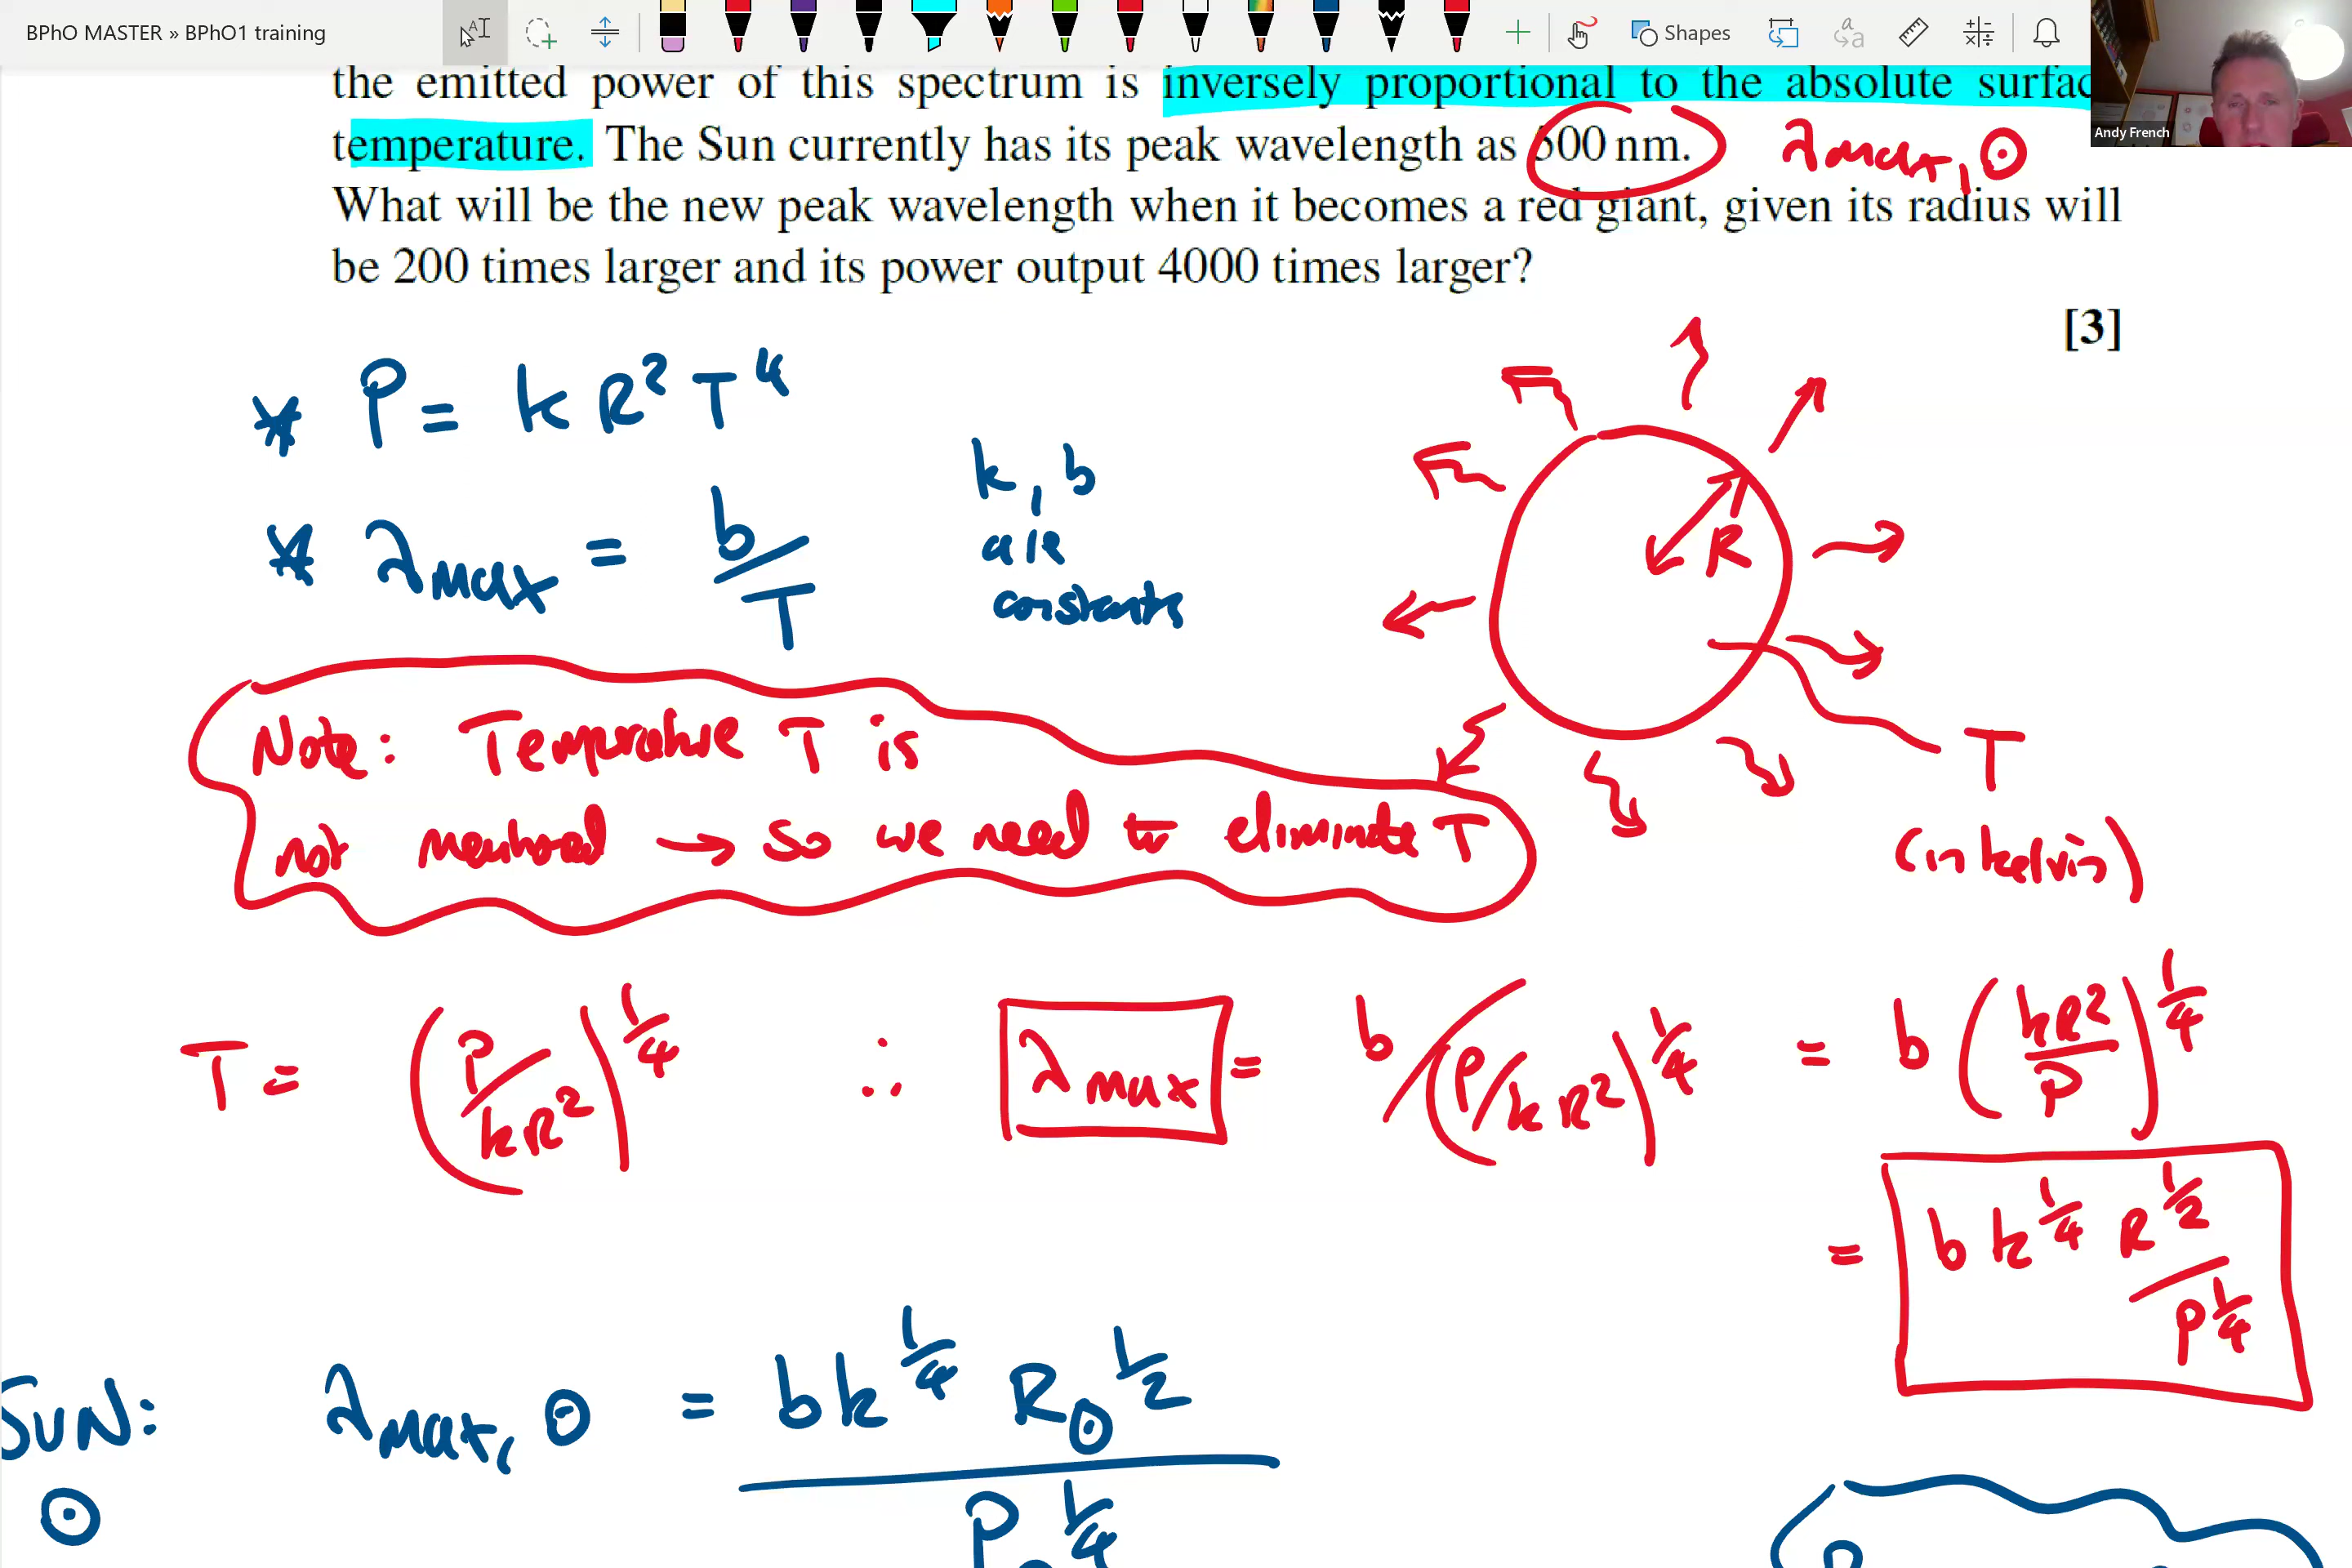 BPhO MASTER » BPhO1 training
Shapes
Andy French
the emitted power of this spectrum is inversely proportional to the absolute surfac
temperature. The Sun currently has its peak wavelength as 500 nm.
λmax, ⊙
What will be the new peak wavelength when it becomes a red giant, given its radius will
be 200 times larger and its power output 4000 times larger?
[3]
* P = k R² T⁴
* λmax = b/T
k, b
are
constants
R
T
(in kelvin)
Note: Temperature T is
not mentioned → so we need to eliminate T
T = (P/kR²)^1/4 ∴ λmax = b/(P/kR²)^1/4 = b(kR²/P)^1/4
= b k^1/4 R^1/2 / P^1/4
SUN: λmax, ⊙ = b k^1/4 R⊙^1/2
⊙
P 1/4